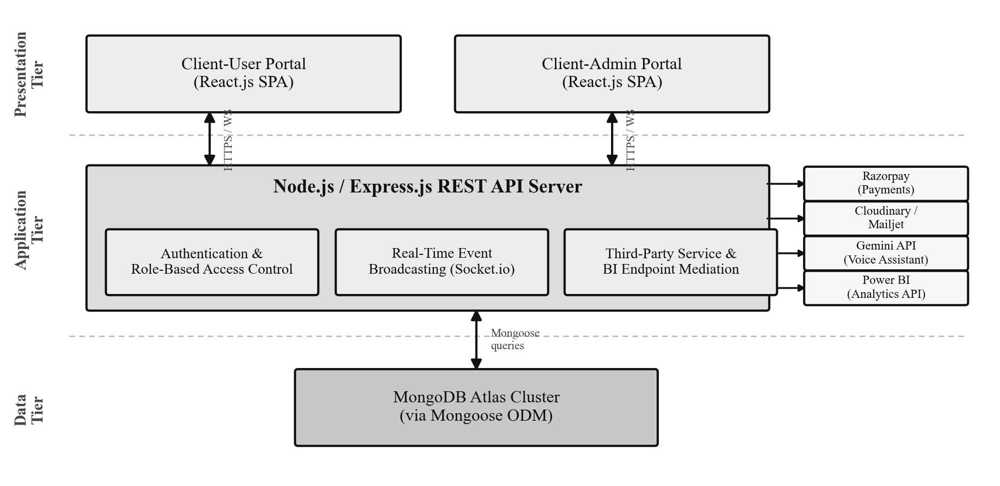 Presentation
Tier
Client-User Portal
(React.js SPA)
Client-Admin Portal
(React.js SPA)
HTTPS / WS
HTTPS / WS
Application
Tier
Node.js / Express.js REST API Server
Authentication &
Role-Based Access Control
Real-Time Event
Broadcasting (Socket.io)
Third-Party Service &
BI Endpoint Mediation
Razorpay
(Payments)
Cloudinary /
Mailjet
Gemini API
(Voice Assistant)
Power BI
(Analytics API)
Mongoose
queries
Data
Tier
MongoDB Atlas Cluster
(via Mongoose ODM)